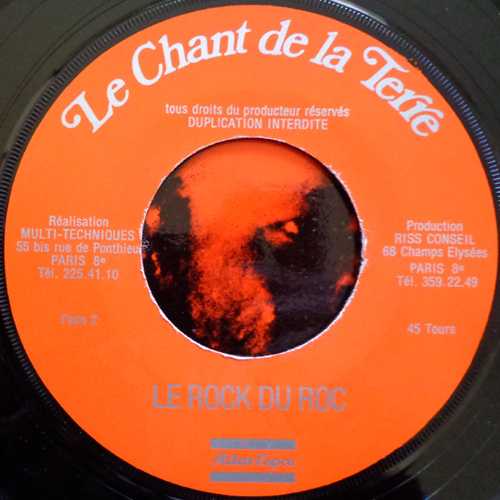 Le Chant de la Terre
tous droits du producteur réservés
DUPLICATION INTERDITE
Réalisation
MULTI-TECHNIQUES
55 bis rue de Ponthieu
PARIS 8e
Tél. 225.41.10
Production
R1SS CONSEIL
68 Champs Elysées
PARIS 8e
Tél. 359.22.49
Face 2
45 Tours
LE ROCK DU ROC
Atlas Copco